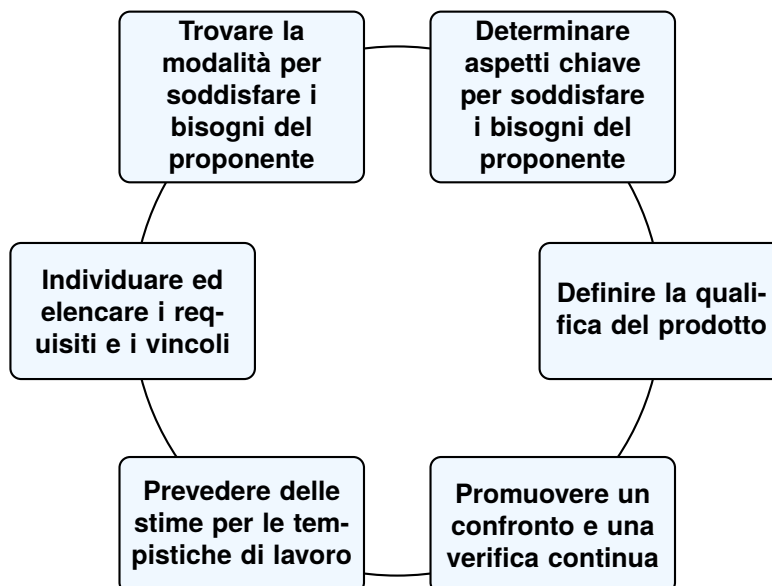 Trovare la
modalità per
soddisfare i
bisogni del
proponente
Determinare
aspetti chiave
per soddisfare
i bisogni del
proponente
Individuare ed
elencare i req-
uisiti e i vincoli
Definire la quali-
fica del prodotto
Prevedere delle
stime per le tem-
pistiche di lavoro
Promuovere un
confronto e una
verifica continua